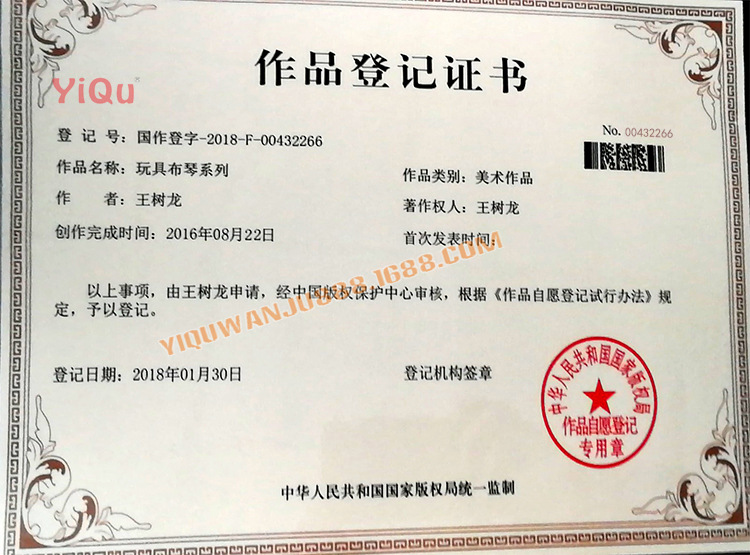 作品登记证书
YiQu
登 记 号：国作登字-2018-F-00432266
No. 00432266
作品名称：玩具布琴系列
作品类别：美术作品
作 者：王树龙
著作权人：王树龙
创作完成时间：2016年08月22日
首次发表时间：
YIQUWANJU808.1688.COM
以上事项，由王树龙申请，经中国版权保护中心审核，根据《作品自愿登记试行办法》规
定，予以登记。
登记日期：2018年01月30日
登记机构签章
中华人民共和国国家版权局
作品自愿登记
专用章
中华人民共和国国家版权局统一监制